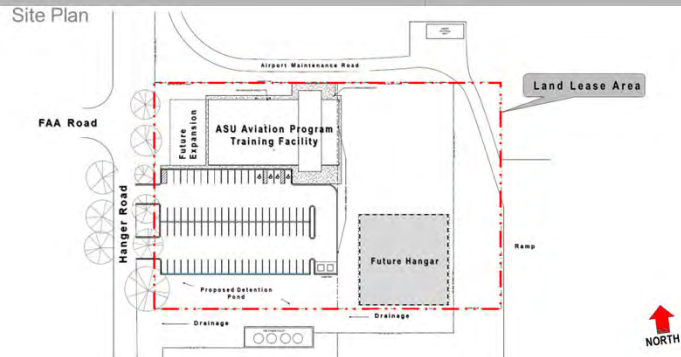 Site Plan
Airport Maintenance Road
Land Lease Area
FAA Road
Future
Expansion
ASU Aviation Program
Training Facility
Hanger Road
Future Hangar
Ramp
Proposed Detention
Pond
Drainage
Drainage
NORTH